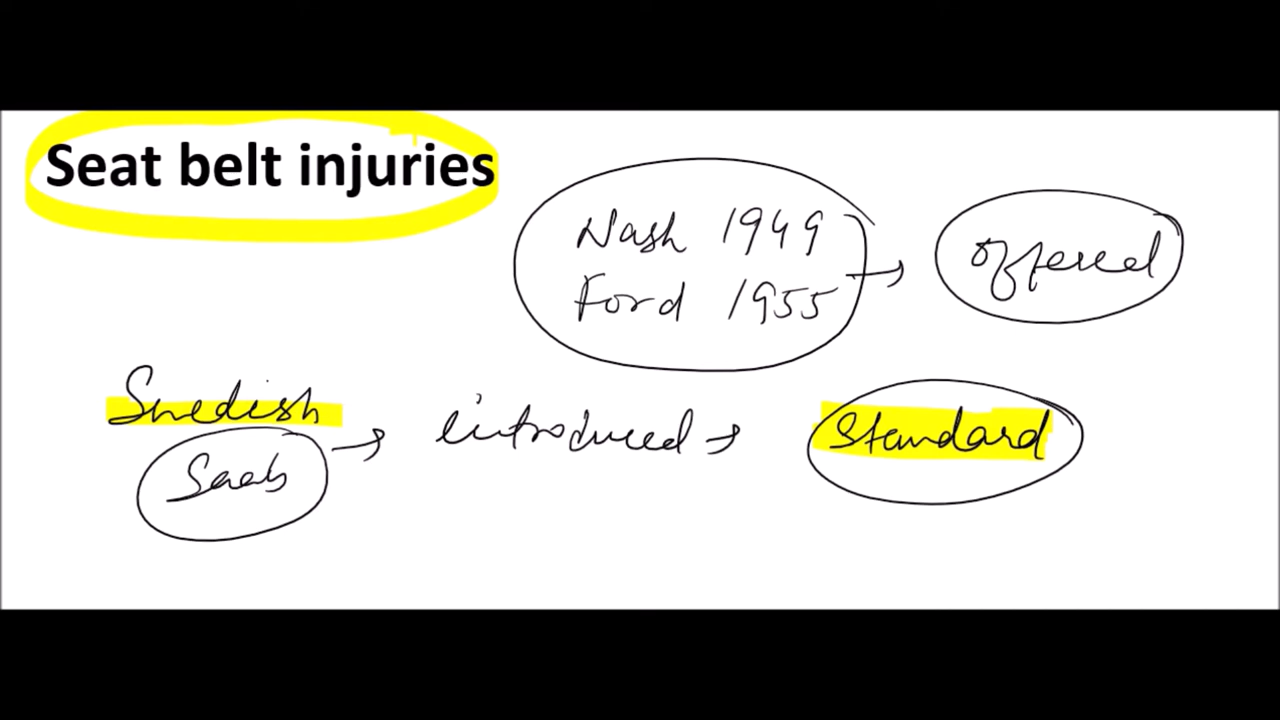 Seat belt injuries
Nash 1949
Ford 1955 → offered
Swedish
Saab → introduced → Standard